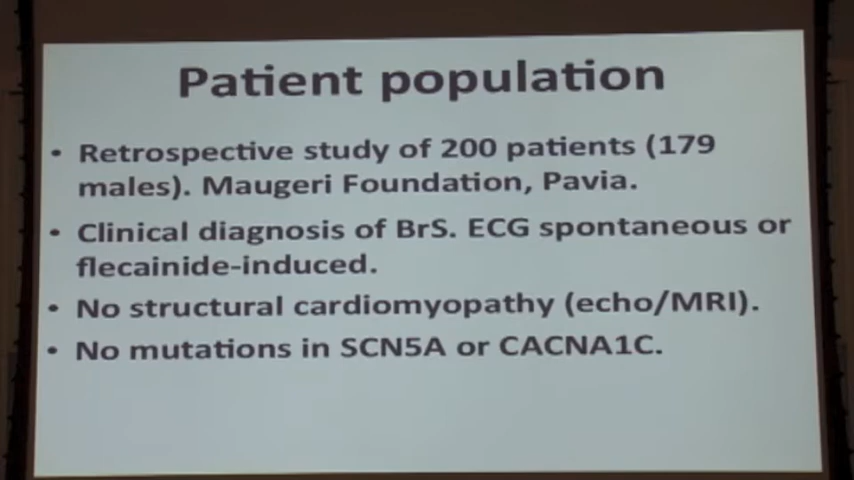 Patient population
• Retrospective study of 200 patients (179
males). Maugeri Foundation, Pavia.
• Clinical diagnosis of BrS. ECG spontaneous or
flecainide-induced.
• No structural cardiomyopathy (echo/MRI).
• No mutations in SCN5A or CACNA1C.